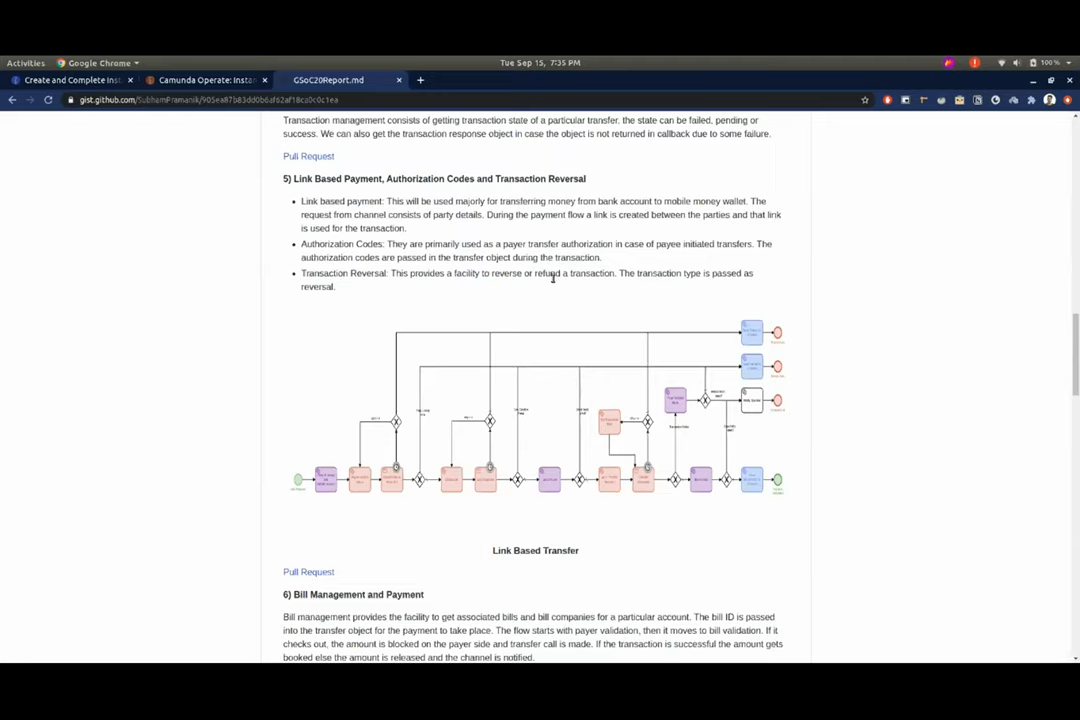 Activities
Google Chrome
Tue Sep 15, 7:35 PM
100 %
Create and Complete Inst
Camunda Operate: Instan
GSoC20Report.md
gist.github.com/SubhamPramanik/905ea87b83dd0b6af62af18ca0c0c1ea
Transaction management consists of getting transaction state of a particular transfer. the state can be failed, pending or
success. We can also get the transaction response object in case the object is not returned in callback due to some failure.
Pull Request
5) Link Based Payment, Authorization Codes and Transaction Reversal
Link based payment: This will be used majorly for transferring money from bank account to mobile money wallet. The
request from channel consists of party details. During the payment flow a link is created between the parties and that link
is used for the transaction.
Authorization Codes: They are primarily used as a payer transfer authorization in case of payee initiated transfers. The
authorization codes are passed in the transfer object during the transaction.
Transaction Reversal: This provides a facility to reverse or refund a transaction. The transaction type is passed as
reversal.
Link Based Transfer
Pull Request
6) Bill Management and Payment
Bill management provides the facility to get associated bills and bill companies for a particular account. The bill ID is passed
into the transfer object for the payment to take place. The flow starts with payer validation, then it moves to bill validation. If it
checks out, the amount is blocked on the payer side and transfer call is made. If the transaction is successful the amount gets
booked else the amount is released and the channel is notified.